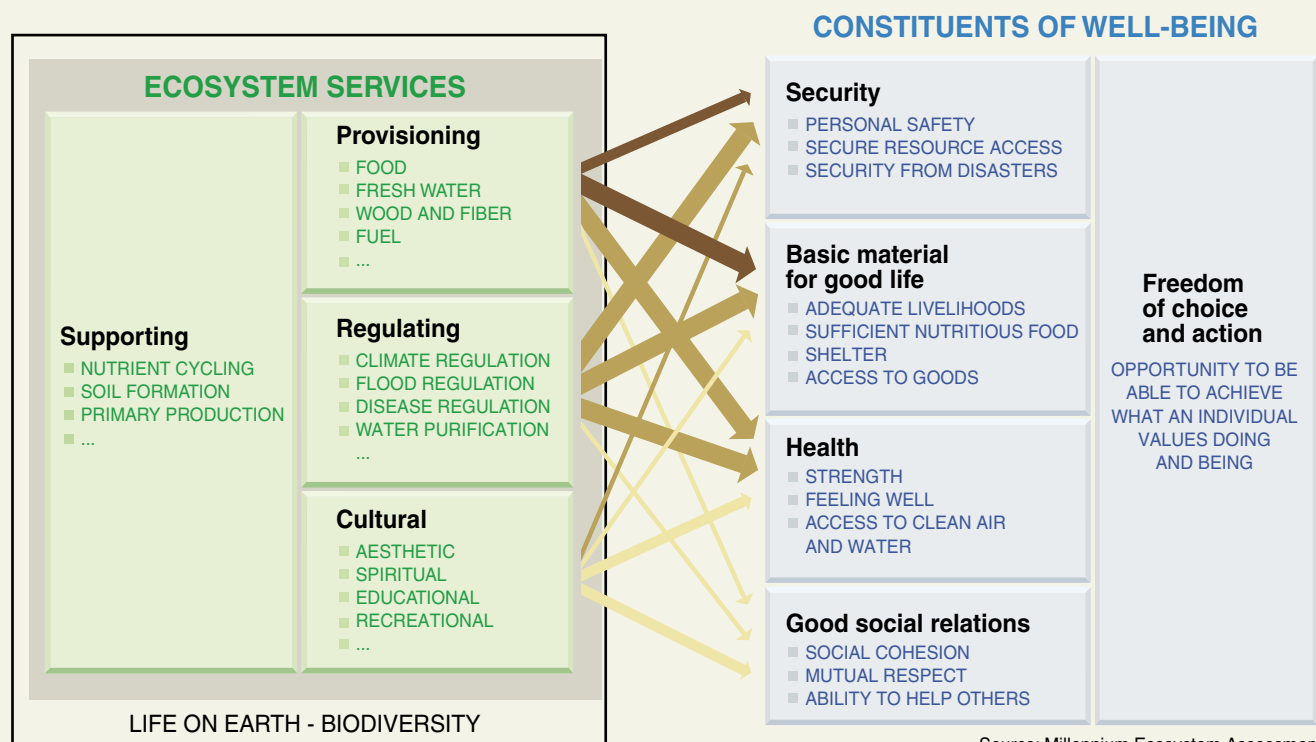 CONSTITUENTS OF WELL-BEING
ECOSYSTEM SERVICES
Supporting
NUTRIENT CYCLING
SOIL FORMATION
PRIMARY PRODUCTION
...
Provisioning
FOOD
FRESH WATER
WOOD AND FIBER
FUEL
...
Regulating
CLIMATE REGULATION
FLOOD REGULATION
DISEASE REGULATION
WATER PURIFICATION
...
Cultural
AESTHETIC
SPIRITUAL
EDUCATIONAL
RECREATIONAL
...
LIFE ON EARTH - BIODIVERSITY
Security
PERSONAL SAFETY
SECURE RESOURCE ACCESS
SECURITY FROM DISASTERS
Basic material
for good life
ADEQUATE LIVELIHOODS
SUFFICIENT NUTRITIOUS FOOD
SHELTER
ACCESS TO GOODS
Health
STRENGTH
FEELING WELL
ACCESS TO CLEAN AIR
AND WATER
Good social relations
SOCIAL COHESION
MUTUAL RESPECT
ABILITY TO HELP OTHERS
Freedom
of choice
and action
OPPORTUNITY TO BE
ABLE TO ACHIEVE
WHAT AN INDIVIDUAL
VALUES DOING
AND BEING
Source: Millennium Ecosystem